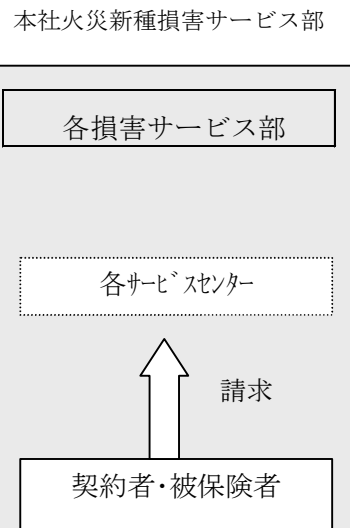 本社火災新種損害サービス部
各損害サービス部
各ｻｰﾋﾞｽｾﾝﾀｰ
請求
契約者･被保険者